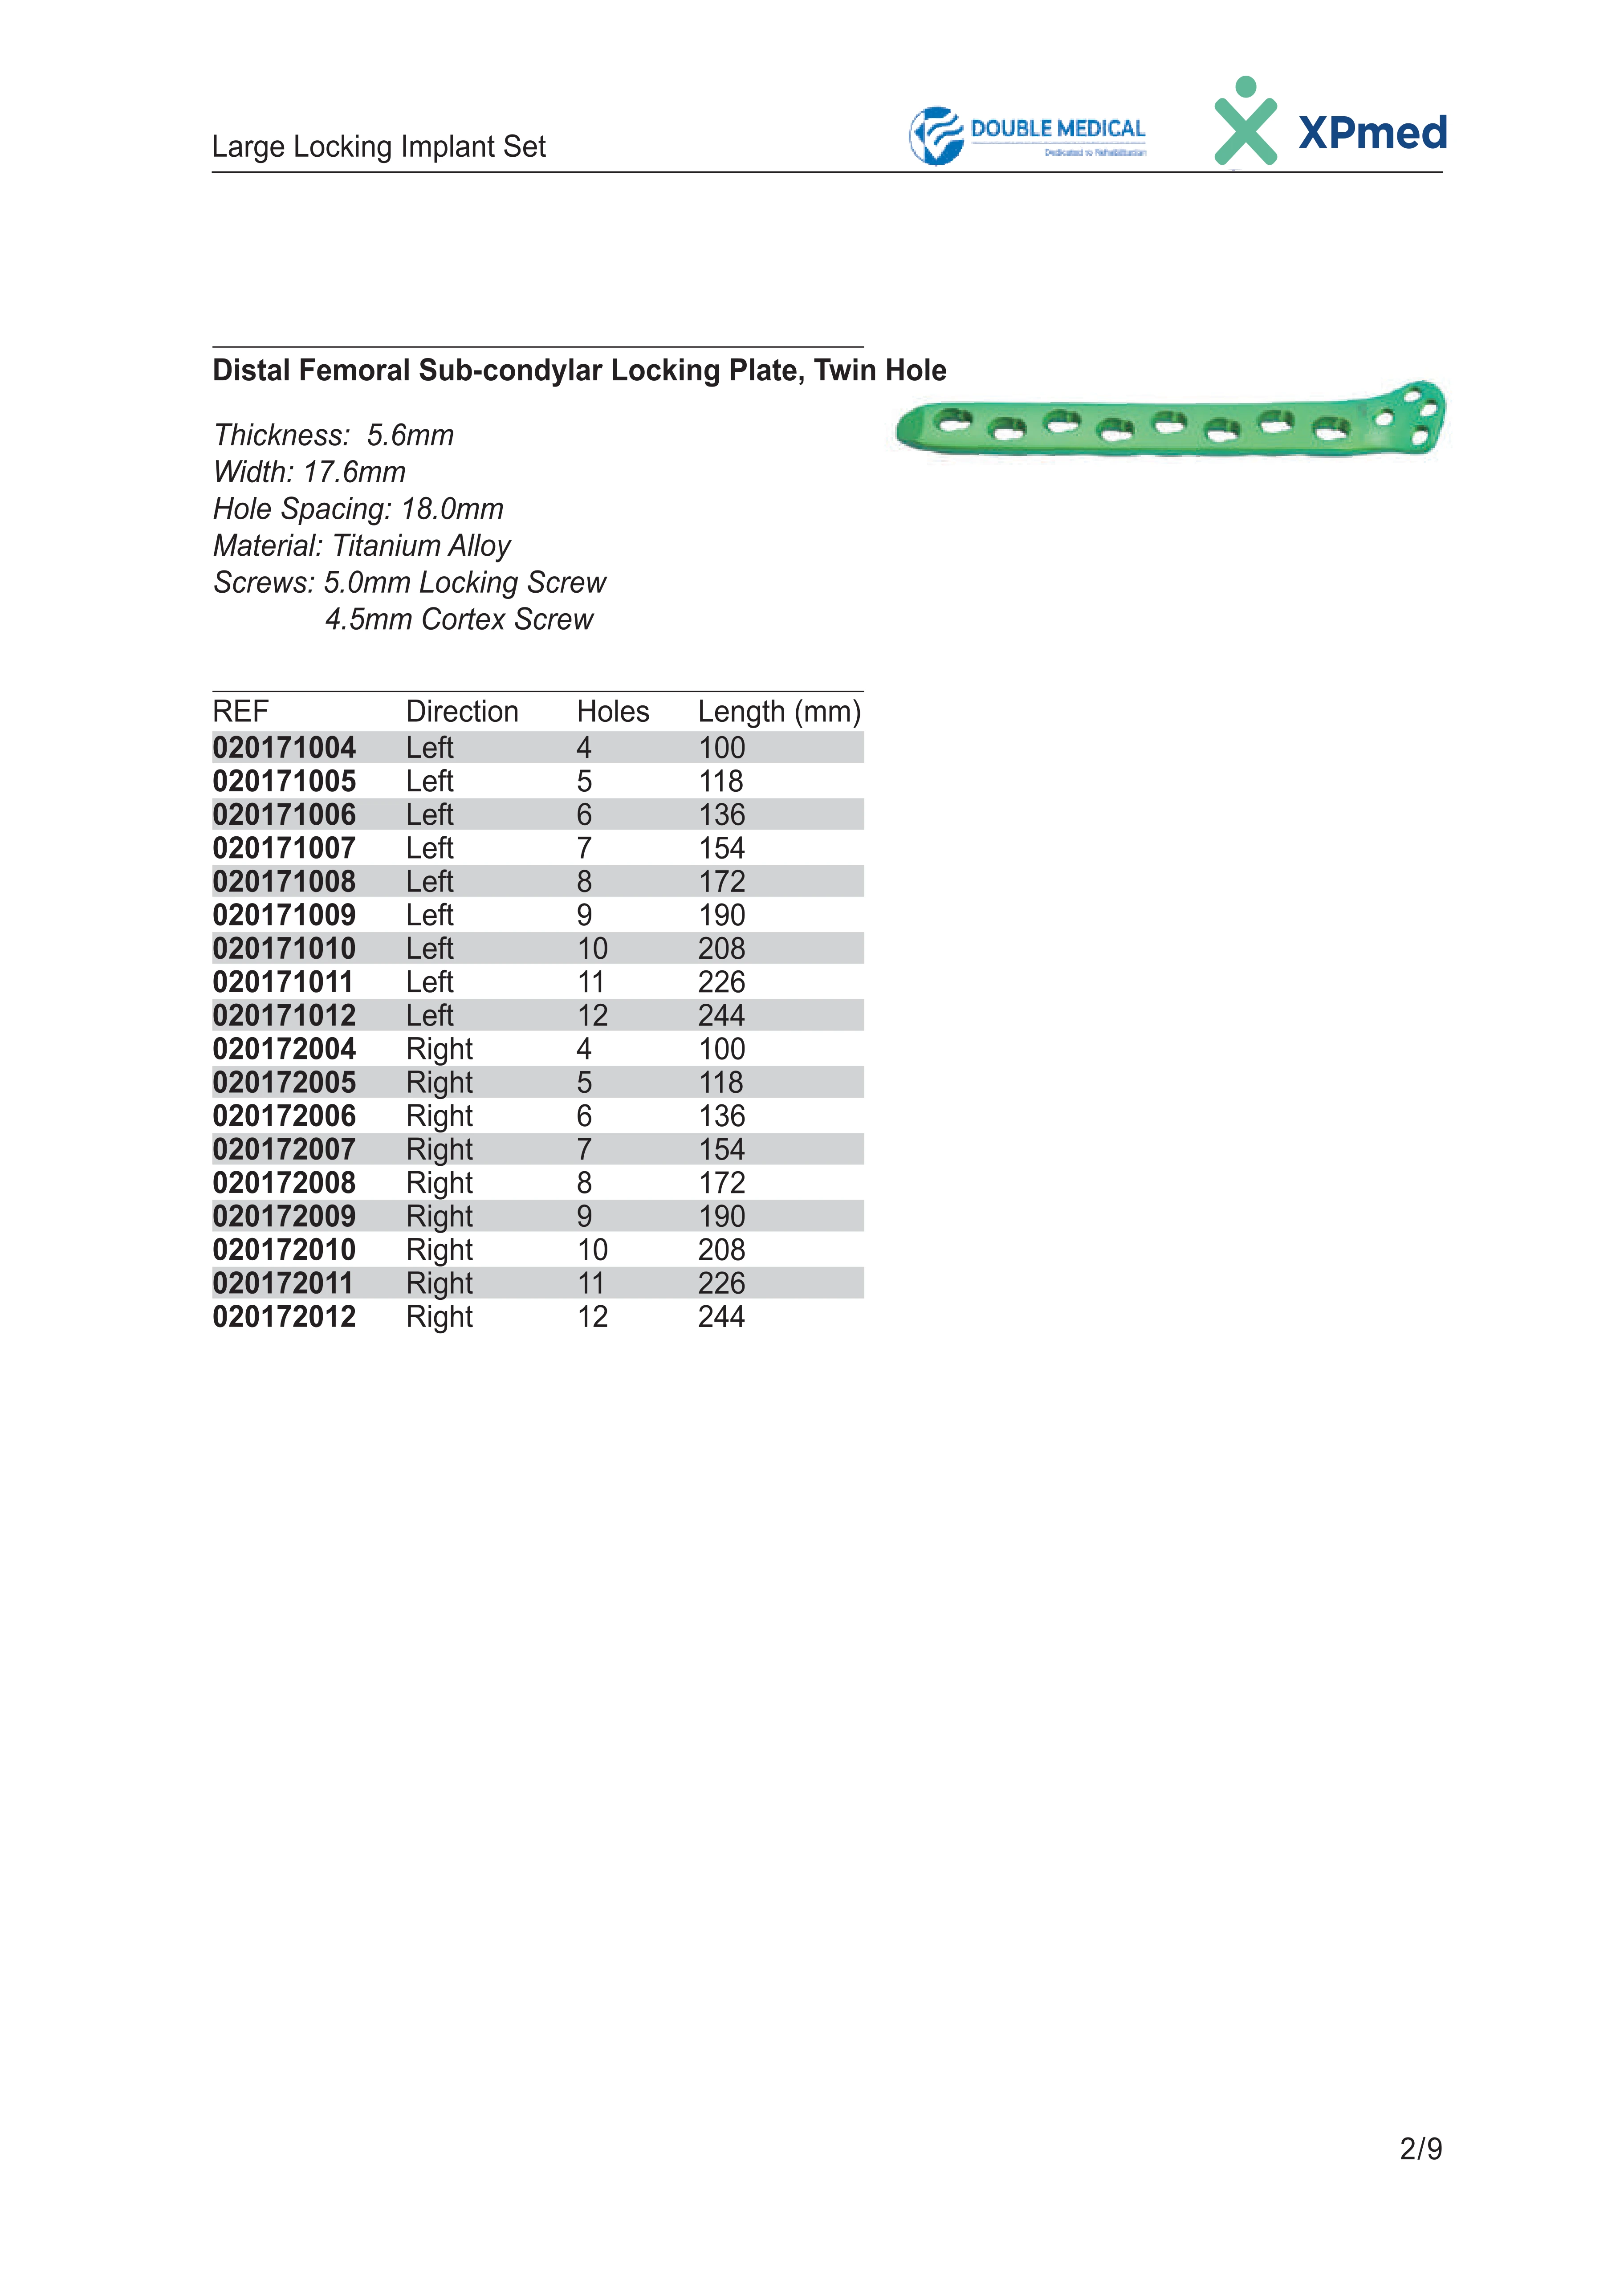 Large Locking Implant Set
DOUBLE MEDICAL
Dedicated to Rehabilitation
XPmed
Distal Femoral Sub-condylar Locking Plate, Twin Hole
Thickness: 5.6mm
Width: 17.6mm
Hole Spacing: 18.0mm
Material: Titanium Alloy
Screws: 5.0mm Locking Screw
4.5mm Cortex Screw
REF Direction Holes Length (mm)
020171004 Left 4 100
020171005 Left 5 118
020171006 Left 6 136
020171007 Left 7 154
020171008 Left 8 172
020171009 Left 9 190
020171010 Left 10 208
020171011 Left 11 226
020171012 Left 12 244
020172004 Right 4 100
020172005 Right 5 118
020172006 Right 6 136
020172007 Right 7 154
020172008 Right 8 172
020172009 Right 9 190
020172010 Right 10 208
020172011 Right 11 226
020172012 Right 12 244
2/9